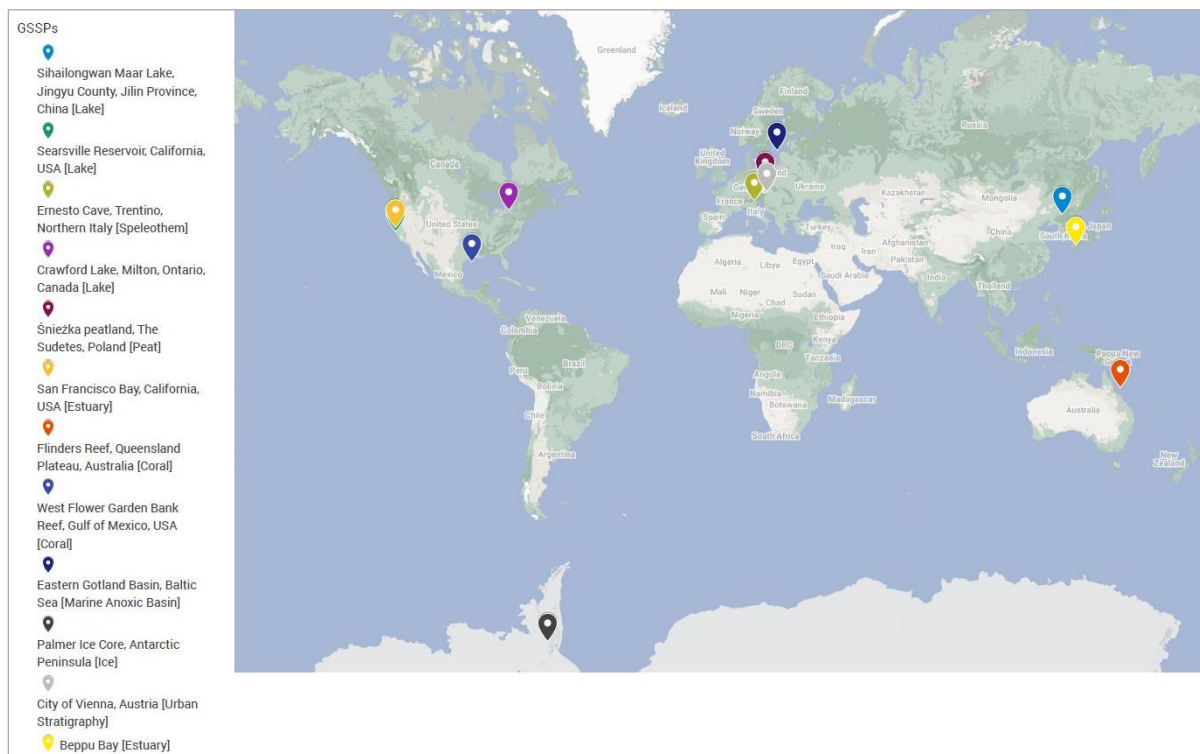 GSSPs
Sihailongwan Maar Lake,
Jingyu County, Jilin Province,
China [Lake]
Searsville Reservoir, California,
USA [Lake]
Ernesto Cave, Trentino,
Northern Italy [Speleothem]
Crawford Lake, Milton, Ontario,
Canada [Lake]
Śnieżka peatland, The
Sudetes, Poland [Peat]
San Francisco Bay, California,
USA [Estuary]
Flinders Reef, Queensland
Plateau, Australia [Coral]
West Flower Garden Bank
Reef, Gulf of Mexico, USA
[Coral]
Eastern Gotland Basin, Baltic
Sea [Marine Anoxic Basin]
Palmer Ice Core, Antarctic
Peninsula [Ice]
City of Vienna, Austria [Urban
Stratigraphy]
Beppu Bay [Estuary]
Greenland
Iceland
Finland
Sweden
Norway
Russia
United
Kingdom
Canada
Ukraine
France
Kazakhstan
Mongolia
Italy
Spain
United States
Turkey
China
Japan
Iraq
Iran
Afghanistan
Pakistan
Algeria
Libya
Egypt
Saudi Arabia
Mexico
India
Mali
Niger
Chad
Sudan
Thailand
Nigeria
Ethiopia
Venezuela
Colombia
Kenya
DRC
Tanzania
Indonesia
Papua New
Peru
Brazil
Angola
Bolivia
Namibia
Botswana
Madagascar
Australia
Chile
South Africa
Argentina
New
Zealand